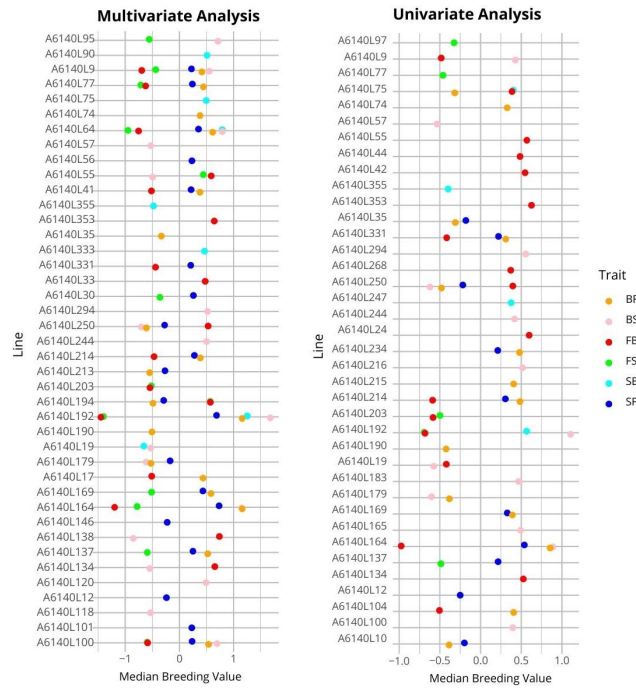 Multivariate Analysis
A6140L95
A6140L90
A6140L9
A6140L77
A6140L75
A6140L74
A6140L64
A6140L57
A6140L56
A6140L55
A6140L41
A6140L355
A6140L353
A6140L35
A6140L333
A6140L331
A6140L33
A6140L30
A6140L294
A6140L250
A6140L244
A6140L214
A6140L213
A6140L203
A6140L194
A6140L192
A6140L190
A6140L19
A6140L179
A6140L17
A6140L169
A6140L164
A6140L146
A6140L138
A6140L137
A6140L134
A6140L120
A6140L12
A6140L118
A6140L101
A6140L100
Line
−1 0 1
Median Breeding Value
Univariate Analysis
A6140L97
A6140L9
A6140L77
A6140L75
A6140L74
A6140L57
A6140L55
A6140L44
A6140L42
A6140L355
A6140L353
A6140L35
A6140L331
A6140L294
A6140L268
A6140L250
A6140L247
A6140L244
A6140L24
A6140L234
A6140L216
A6140L215
A6140L214
A6140L203
A6140L192
A6140L190
A6140L19
A6140L183
A6140L179
A6140L169
A6140L165
A6140L164
A6140L137
A6140L134
A6140L12
A6140L104
A6140L100
A6140L10
Line
−1.0 −0.5 0.0 0.5 1.0
Median Breeding Value
Trait